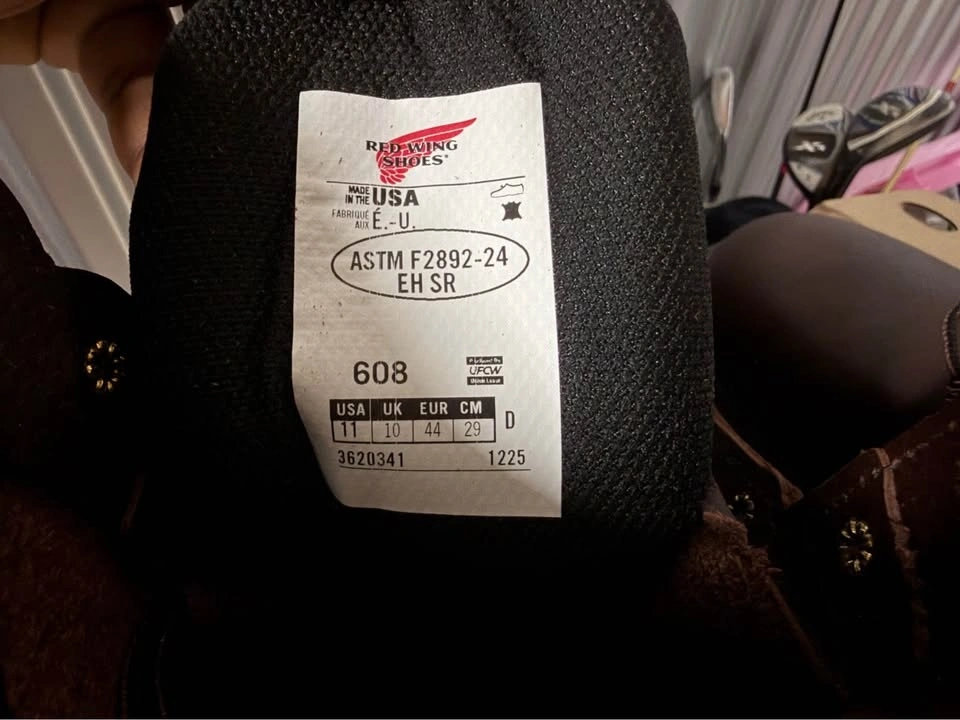 RED WING
SHOES®
MADE IN THE USA
FABRIQUÉ AUX É.-U.
ASTM F2892-24
EH SR
608
UFCW
USA UK EUR CM
11 10 44 29 D
3620341 1225